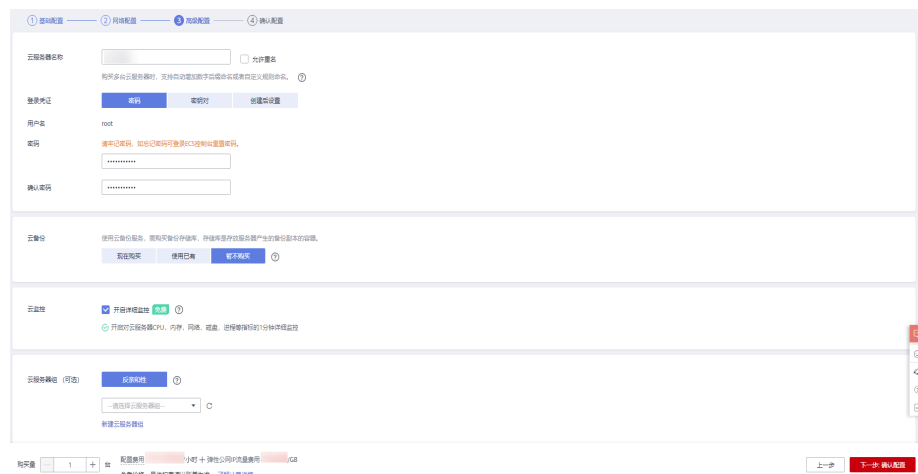 1 基础配置 2 网络配置 3 高级配置 4 确认配置
云服务器名称 允许重名
购买多台云服务器时，支持自动增加数字后缀命名或者自定义规则命名。 ?
登录凭证 密码 密钥对 创建后设置
用户名 root
密码 请牢记密码，如忘记密码可登录ECS控制台重置密码。
•••••••••••
确认密码 •••••••••••
云备份 使用云备份服务，需购买备份存储库，存储库是存放服务器产生的备份副本的容器。
现在购买 使用已有 暂不购买 ?
云监控 开启详细监控 免费 ?
开启对云服务器CPU、内存、网络、磁盘、进程等指标的1分钟详细监控
云服务器组 （可选） 反亲和性 ?
--请选择云服务器组--
新建云服务器组
购买量 − 1 + 台 配置费用 /小时 + 弹性公网IP流量费用 /GB
上一步 下一步: 确认配置